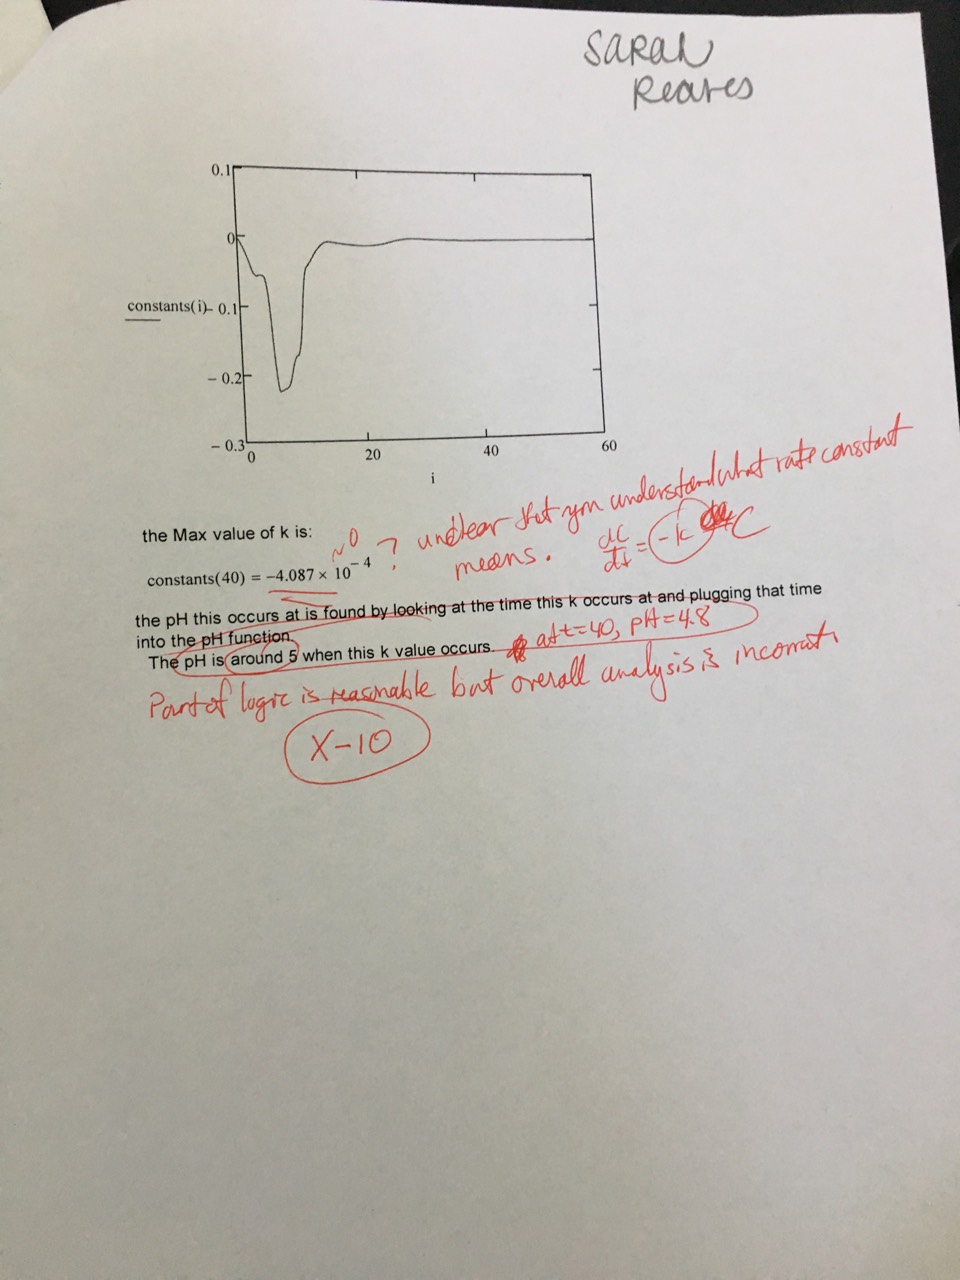 SARAh
Reaves
0.1
0
constants(i)
− 0.1
− 0.2
− 0.3
0
20
40
60
i
the Max value of k is:
constants(40) = −4.087 × 10^−4
~0
? unclear that you understand what rate constant
means. dC/dt = -k C
the pH this occurs at is found by looking at the time this k occurs at and plugging that time
into the pH function.
The pH is around 5 when this k value occurs. at t=40, pH=4.8
Part of logic is reasonable but overall analysis is incorrect.
X-10